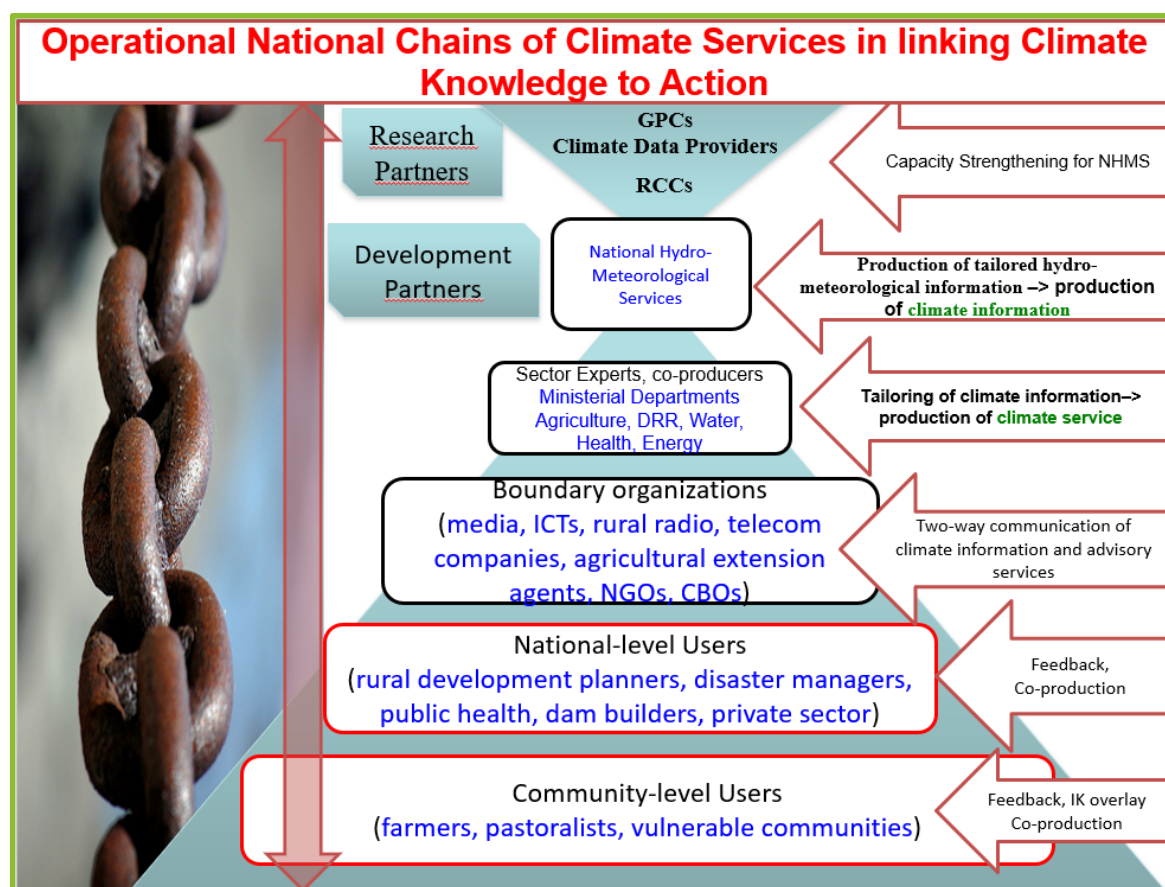 Operational National Chains of Climate Services in linking Climate
Knowledge to Action
Research
Partners
GPCs
Climate Data Providers
RCCs
Capacity Strengthening for NHMS
Development
Partners
National Hydro-
Meteorological
Services
Production of tailored hydro-
meteorological information –> production
of climate information
Sector Experts, co-producers
Ministerial Departments
Agriculture, DRR, Water,
Health, Energy
Tailoring of climate information–>
production of climate service
Boundary organizations
(media, ICTs, rural radio, telecom
companies, agricultural extension
agents, NGOs, CBOs)
Two-way communication of
climate information and advisory
services
National-level Users
(rural development planners, disaster managers,
public health, dam builders, private sector)
Feedback,
Co-production
Community-level Users
(farmers, pastoralists, vulnerable communities)
Feedback, IK overlay
Co-production